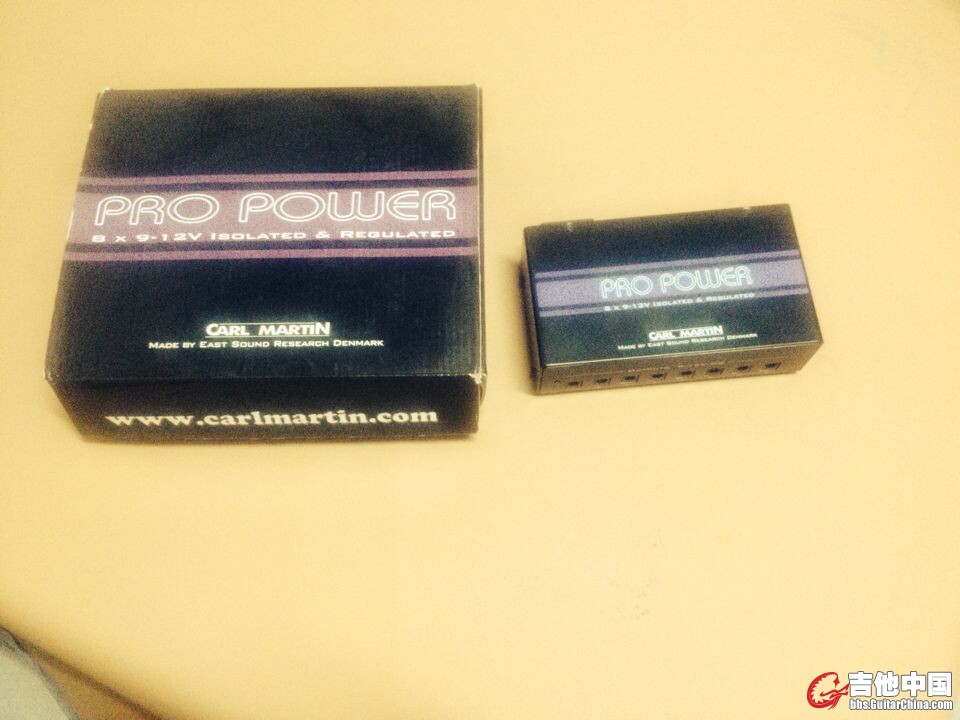 PRO POWER
8 x 9-12V ISOLATED & REGULATED
CARL MARTIN
MADE BY EAST SOUND RESEARCH DENMARK
www.carlmartin.com
PRO POWER
8 x 9-12V ISOLATED & REGULATED
CARL MARTIN
MADE BY EAST SOUND RESEARCH DENMARK
吉他中国
bbs.GuitarChina.com